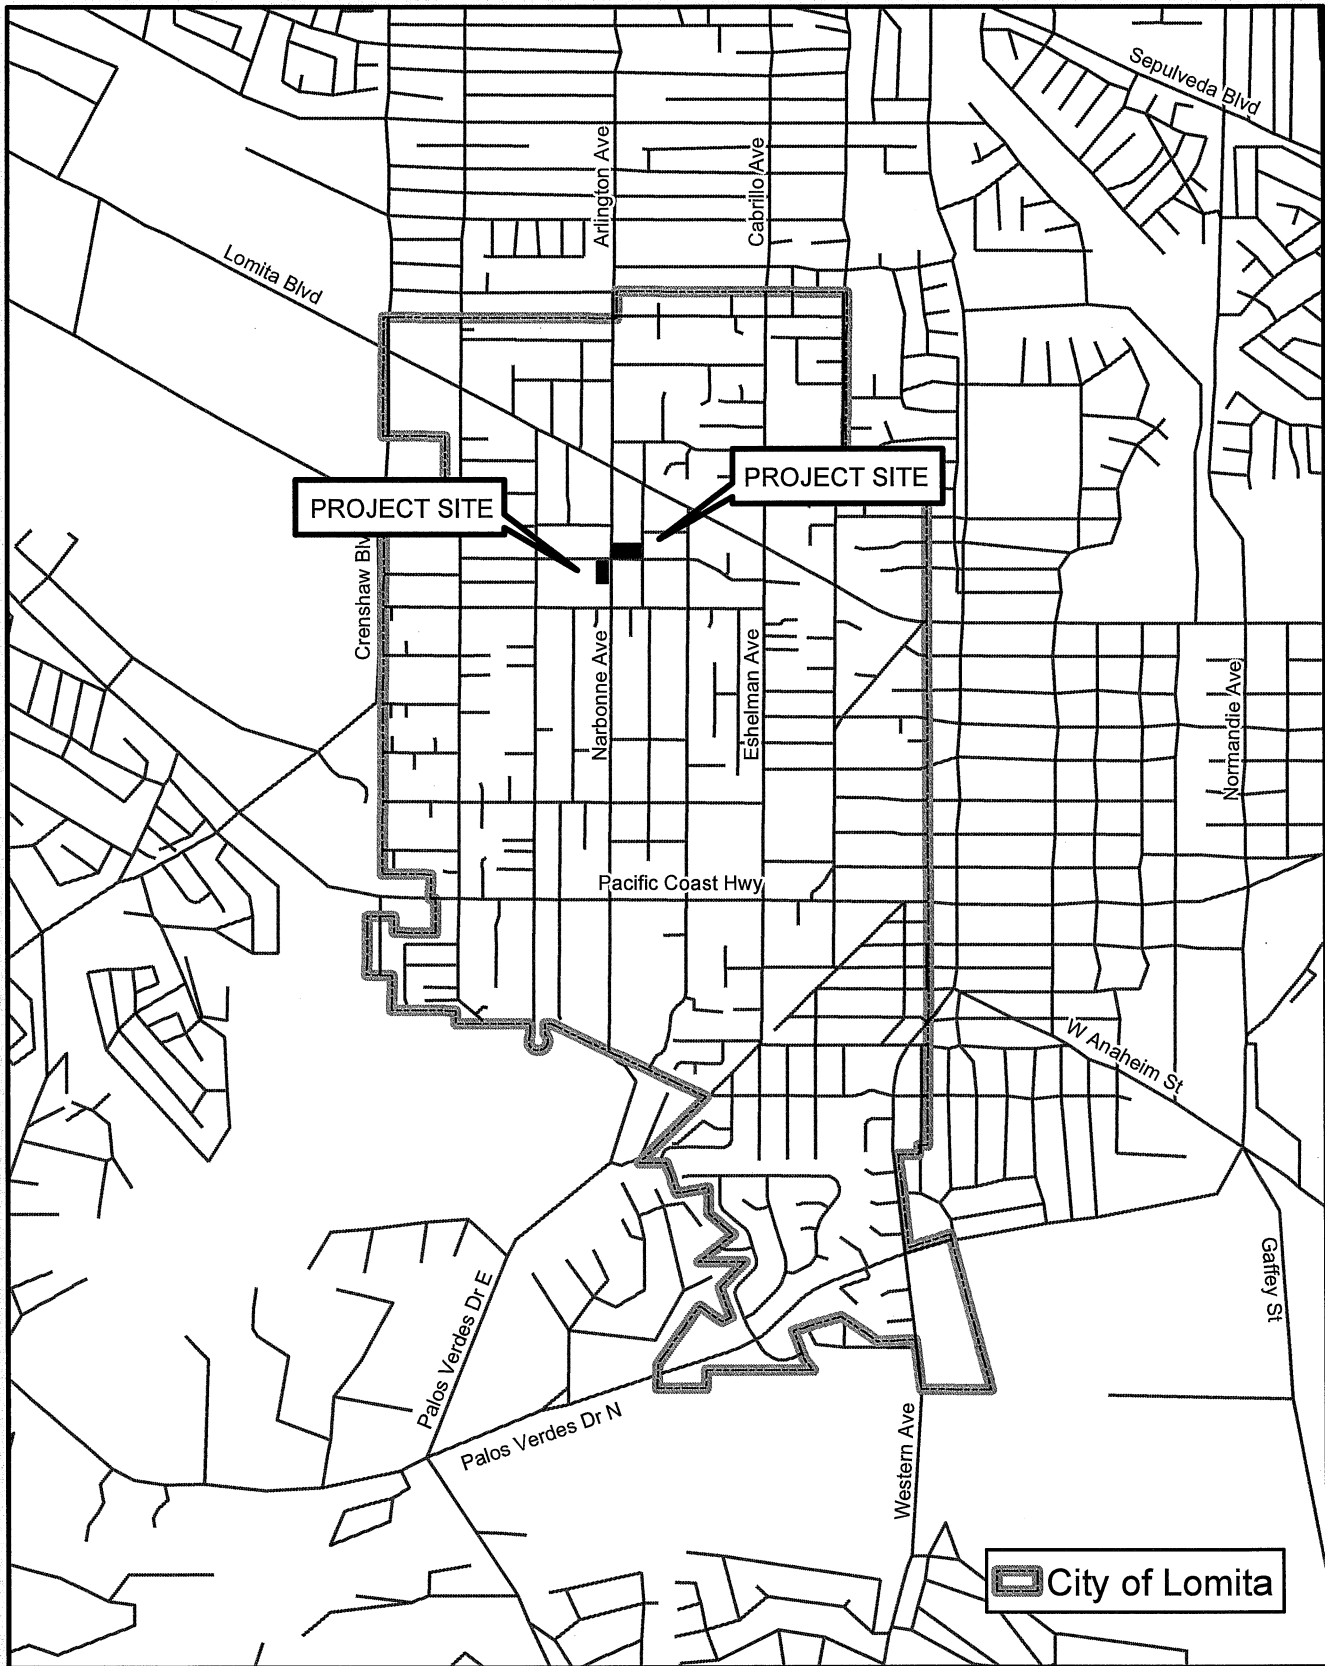 Sepulveda Blvd
Arlington Ave
Cabrillo Ave
Lomita Blvd
PROJECT SITE
PROJECT SITE
Crenshaw Blv
Narbonne Ave
Eshelman Ave
Normandie Ave
Pacific Coast Hwy
W Anaheim St
Gaffey St
Palos Verdes Dr E
Palos Verdes Dr N
Western Ave
City of Lomita